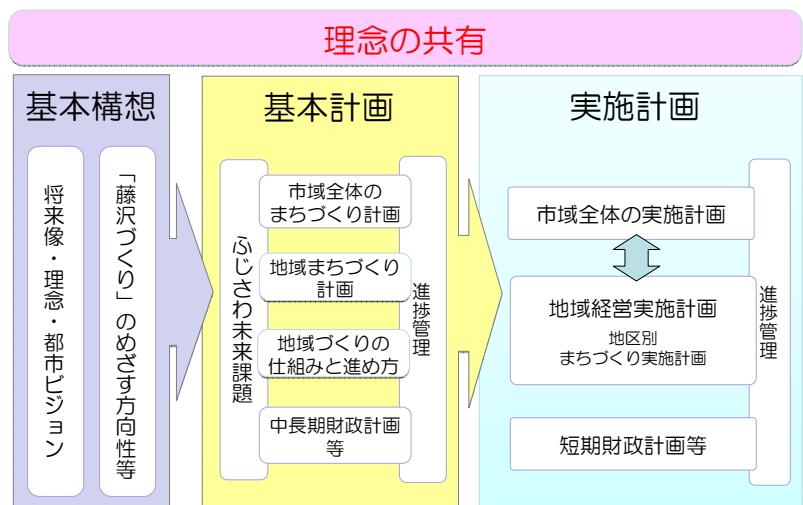 理念の共有
基本構想
将来像・理念・都市ビジョン
「藤沢づくり」のめざす方向性等
基本計画
ふじさわ未来課題
市域全体の
まちづくり計画
地域まちづくり
計画
地域づくりの
仕組みと進め方
中長期財政計画
等
進捗管理
実施計画
市域全体の実施計画
地域経営実施計画
地区別
まちづくり実施計画
短期財政計画等
進捗管理